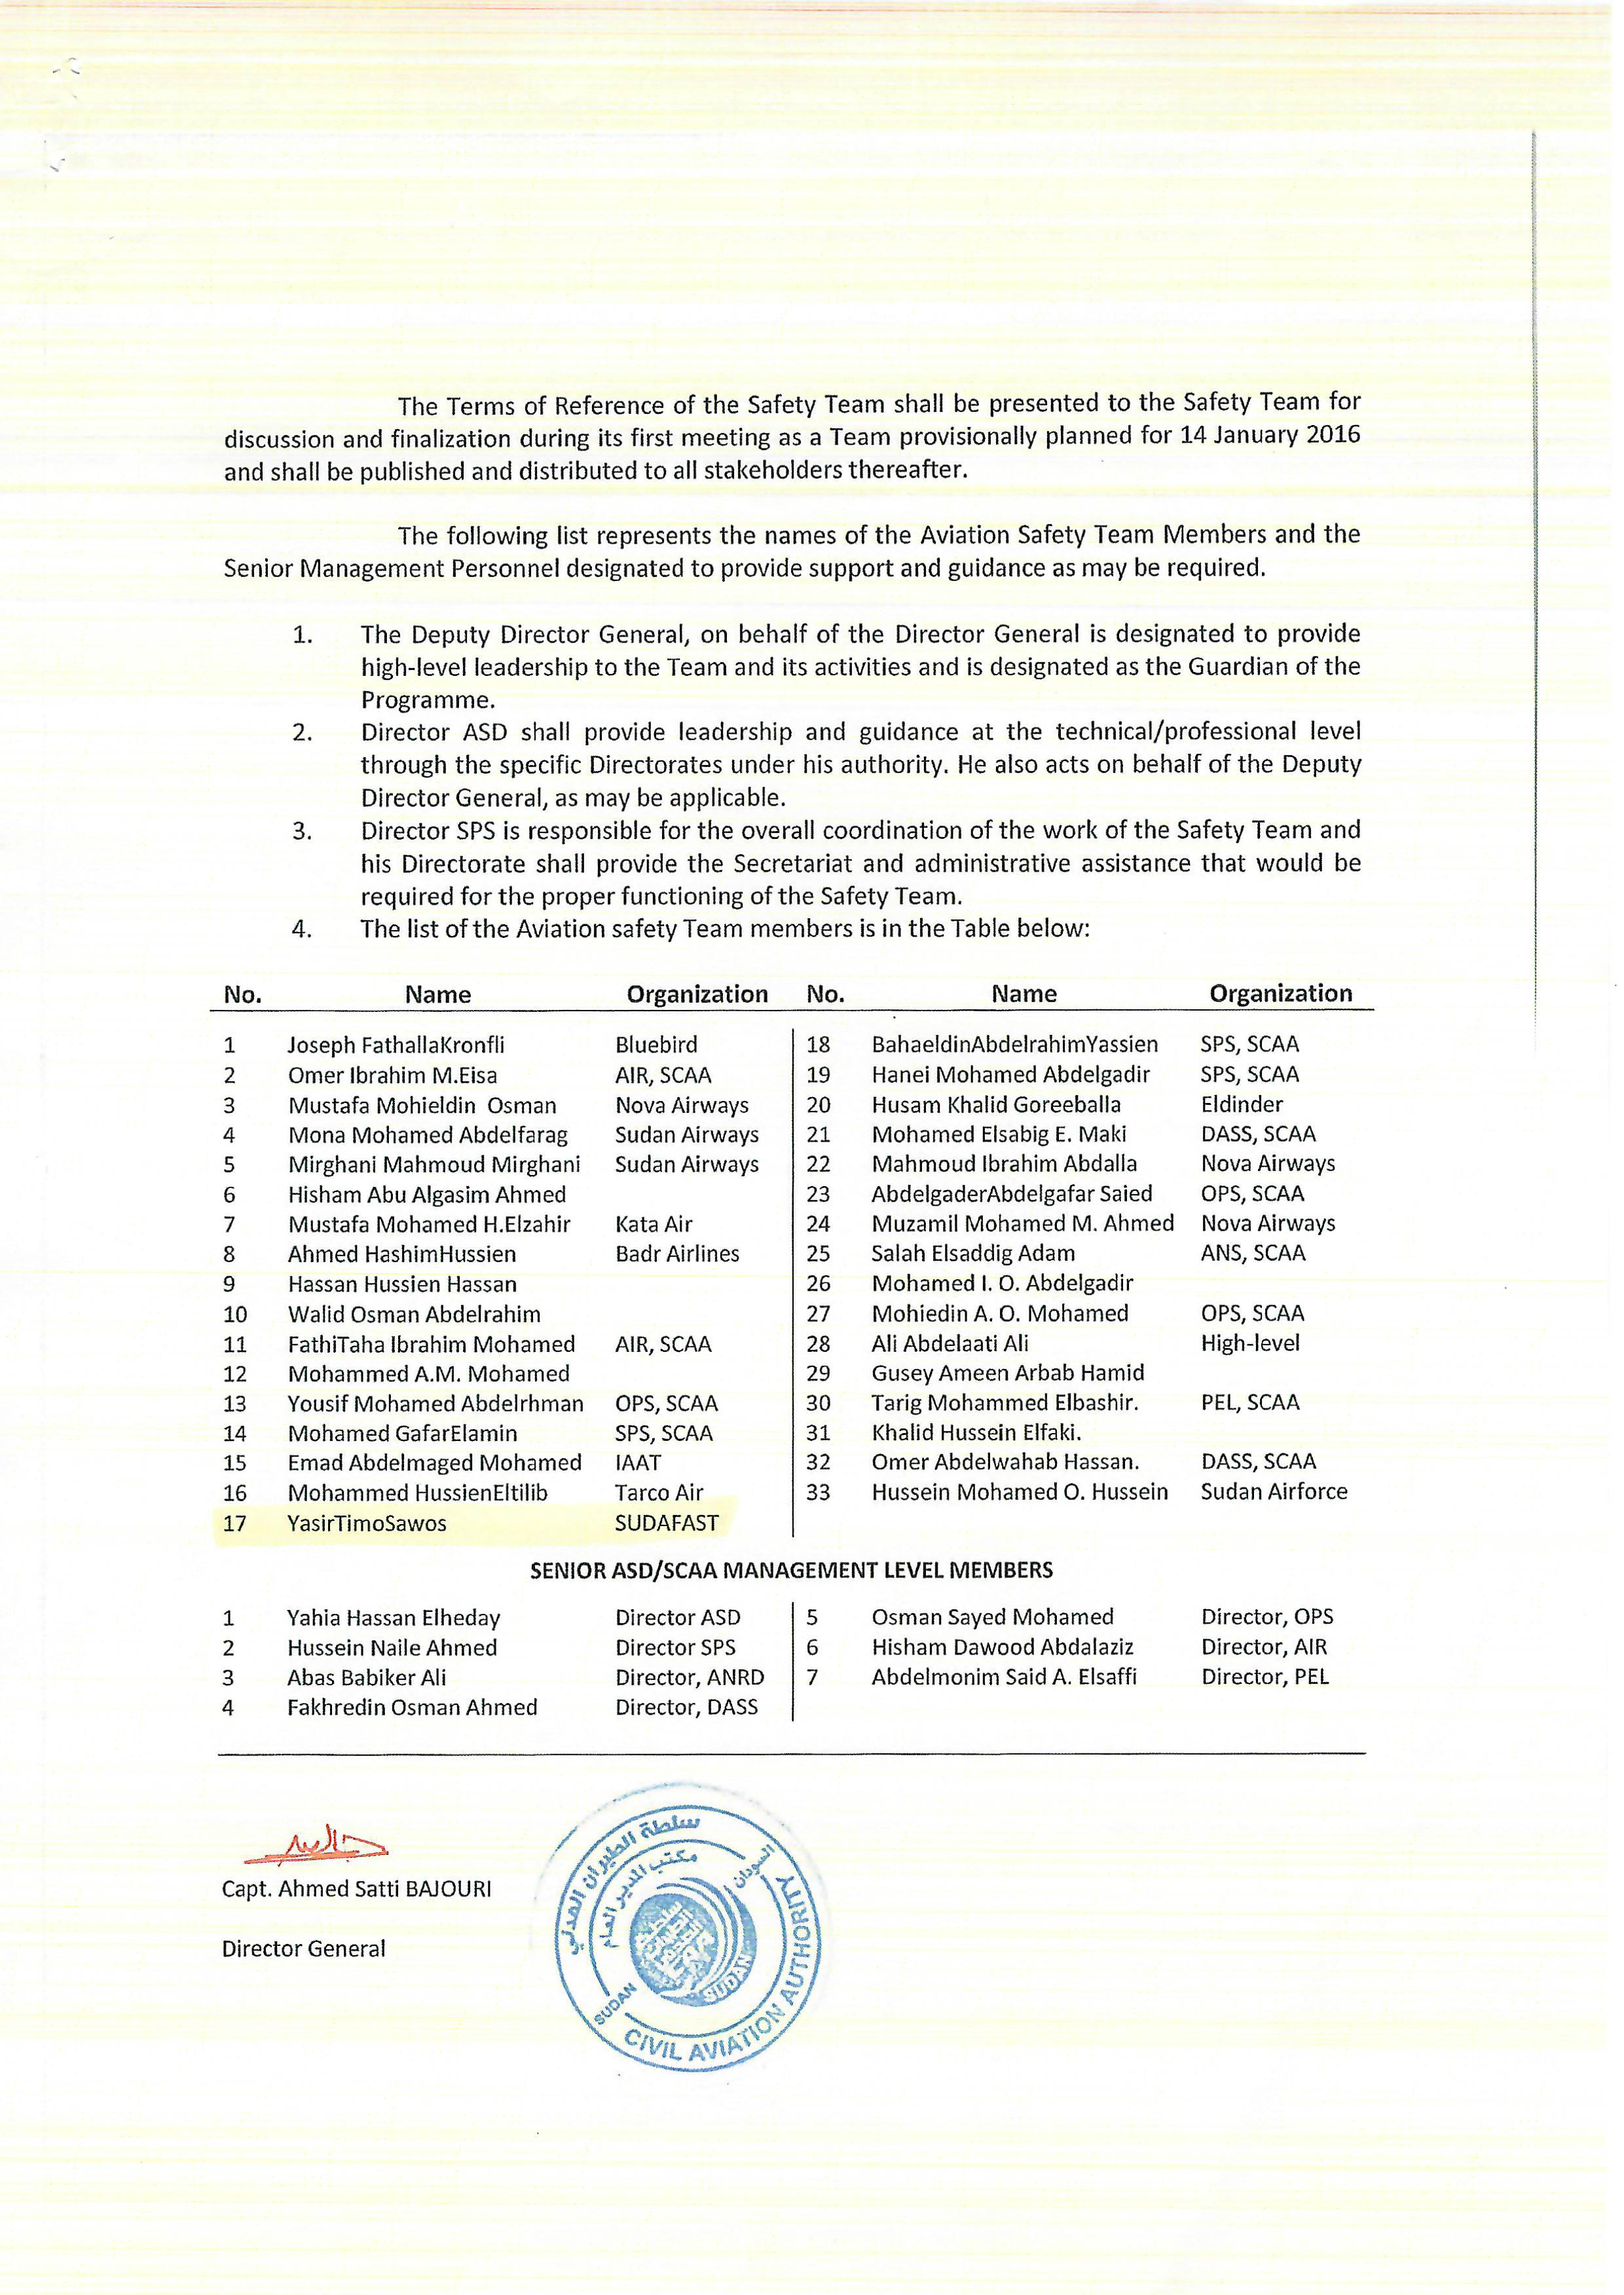 The Terms of Reference of the Safety Team shall be presented to the Safety Team for
discussion and finalization during its first meeting as a Team provisionally planned for 14 January 2016
and shall be published and distributed to all stakeholders thereafter.
The following list represents the names of the Aviation Safety Team Members and the
Senior Management Personnel designated to provide support and guidance as may be required.
1. The Deputy Director General, on behalf of the Director General is designated to provide
high-level leadership to the Team and its activities and is designated as the Guardian of the
Programme.
2. Director ASD shall provide leadership and guidance at the technical/professional level
through the specific Directorates under his authority. He also acts on behalf of the Deputy
Director General, as may be applicable.
3. Director SPS is responsible for the overall coordination of the work of the Safety Team and
his Directorate shall provide the Secretariat and administrative assistance that would be
required for the proper functioning of the Safety Team.
4. The list of the Aviation safety Team members is in the Table below:
No. Name Organization No. Name Organization
1 Joseph FathallaKronfli Bluebird 18 BahaeldinAbdelrahimYassien SPS, SCAA
2 Omer Ibrahim M.Eisa AIR, SCAA 19 Hanei Mohamed Abdelgadir SPS, SCAA
3 Mustafa Mohieldin Osman Nova Airways 20 Husam Khalid Goreeballa Eldinder
4 Mona Mohamed Abdelfarag Sudan Airways 21 Mohamed Elsabig E. Maki DASS, SCAA
5 Mirghani Mahmoud Mirghani Sudan Airways 22 Mahmoud Ibrahim Abdalla Nova Airways
6 Hisham Abu Algasim Ahmed 23 AbdelgaderAbdelgafar Saied OPS, SCAA
7 Mustafa Mohamed H.Elzahir Kata Air 24 Muzamil Mohamed M. Ahmed Nova Airways
8 Ahmed HashimHussien Badr Airlines 25 Salah Elsaddig Adam ANS, SCAA
9 Hassan Hussien Hassan 26 Mohamed I. O. Abdelgadir
10 Walid Osman Abdelrahim 27 Mohiedin A. O. Mohamed OPS, SCAA
11 FathiTaha Ibrahim Mohamed AIR, SCAA 28 Ali Abdelaati Ali High-level
12 Mohammed A.M. Mohamed 29 Gusey Ameen Arbab Hamid
13 Yousif Mohamed Abdelrhman OPS, SCAA 30 Tarig Mohammed Elbashir. PEL, SCAA
14 Mohamed GafarElamin SPS, SCAA 31 Khalid Hussein Elfaki.
15 Emad Abdelmaged Mohamed IAAT 32 Omer Abdelwahab Hassan. DASS, SCAA
16 Mohammed HussienEltilib Tarco Air 33 Hussein Mohamed O. Hussein Sudan Airforce
17 YasirTimoSawos SUDAFAST
SENIOR ASD/SCAA MANAGEMENT LEVEL MEMBERS
1 Yahia Hassan Elheday Director ASD 5 Osman Sayed Mohamed Director, OPS
2 Hussein Naile Ahmed Director SPS 6 Hisham Dawood Abdalaziz Director, AIR
3 Abas Babiker Ali Director, ANRD 7 Abdelmonim Said A. Elsaffi Director, PEL
4 Fakhredin Osman Ahmed Director, DASS
Capt. Ahmed Satti BAJOURI
Director General
سلطة الطيران المدني
مكتب المدير العام
السودان
SUDAN
SUDAN
CIVIL AVIATION AUTHORITY